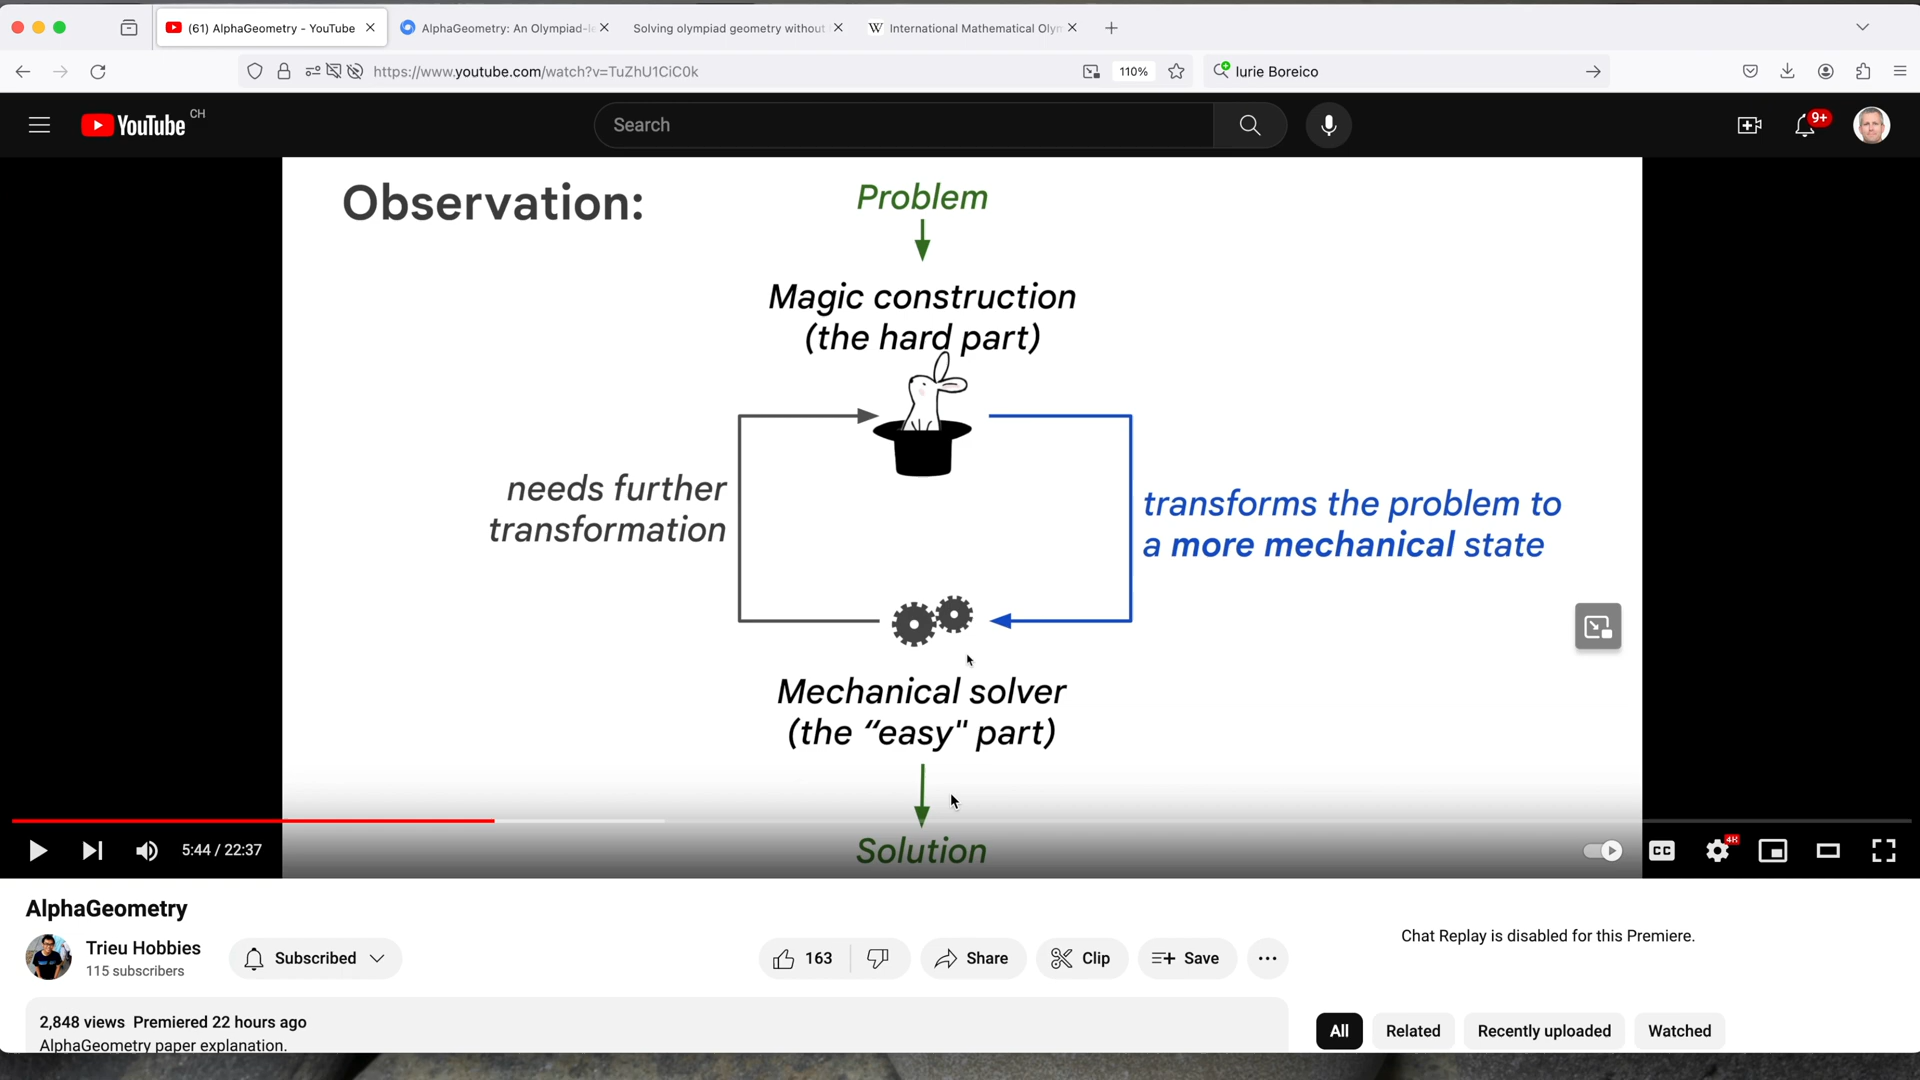 (61) AlphaGeometry - YouTube
AlphaGeometry: An Olympiad-le
Solving olympiad geometry without
W International Mathematical Olym
https://www.youtube.com/watch?v=TuZhU1CiC0k
110%
Iurie Boreico
YouTube CH
Search
9+
Observation:
Problem
Magic construction
(the hard part)
needs further
transformation
transforms the problem to
a more mechanical state
Mechanical solver
(the “easy" part)
Solution
5:44 / 22:37
CC
4K
AlphaGeometry
Trieu Hobbies
115 subscribers
Subscribed
163
Share
Clip
Save
Chat Replay is disabled for this Premiere.
2,848 views Premiered 22 hours ago
AlphaGeometry paper explanation.
All
Related
Recently uploaded
Watched